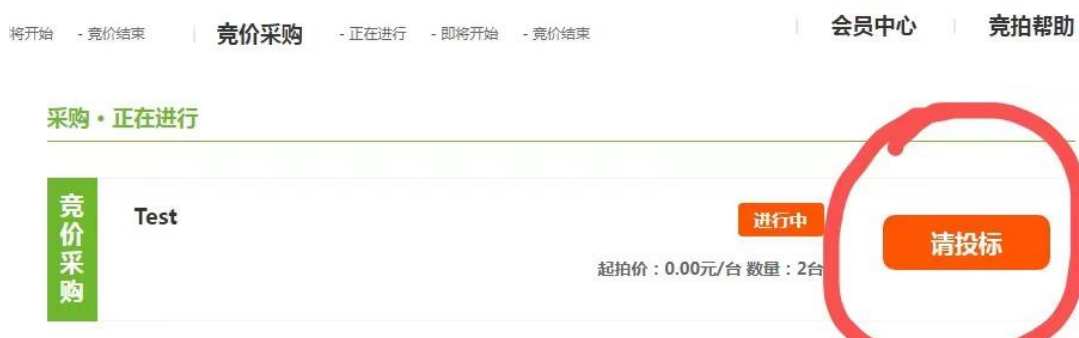 将开始 - 竞价结束 竞价采购 - 正在进行 - 即将开始 - 竞价结束 会员中心 竞拍帮助
采购·正在进行
竞价采购
Test
进行中
起拍价：0.00元/台 数量：2台
请投标